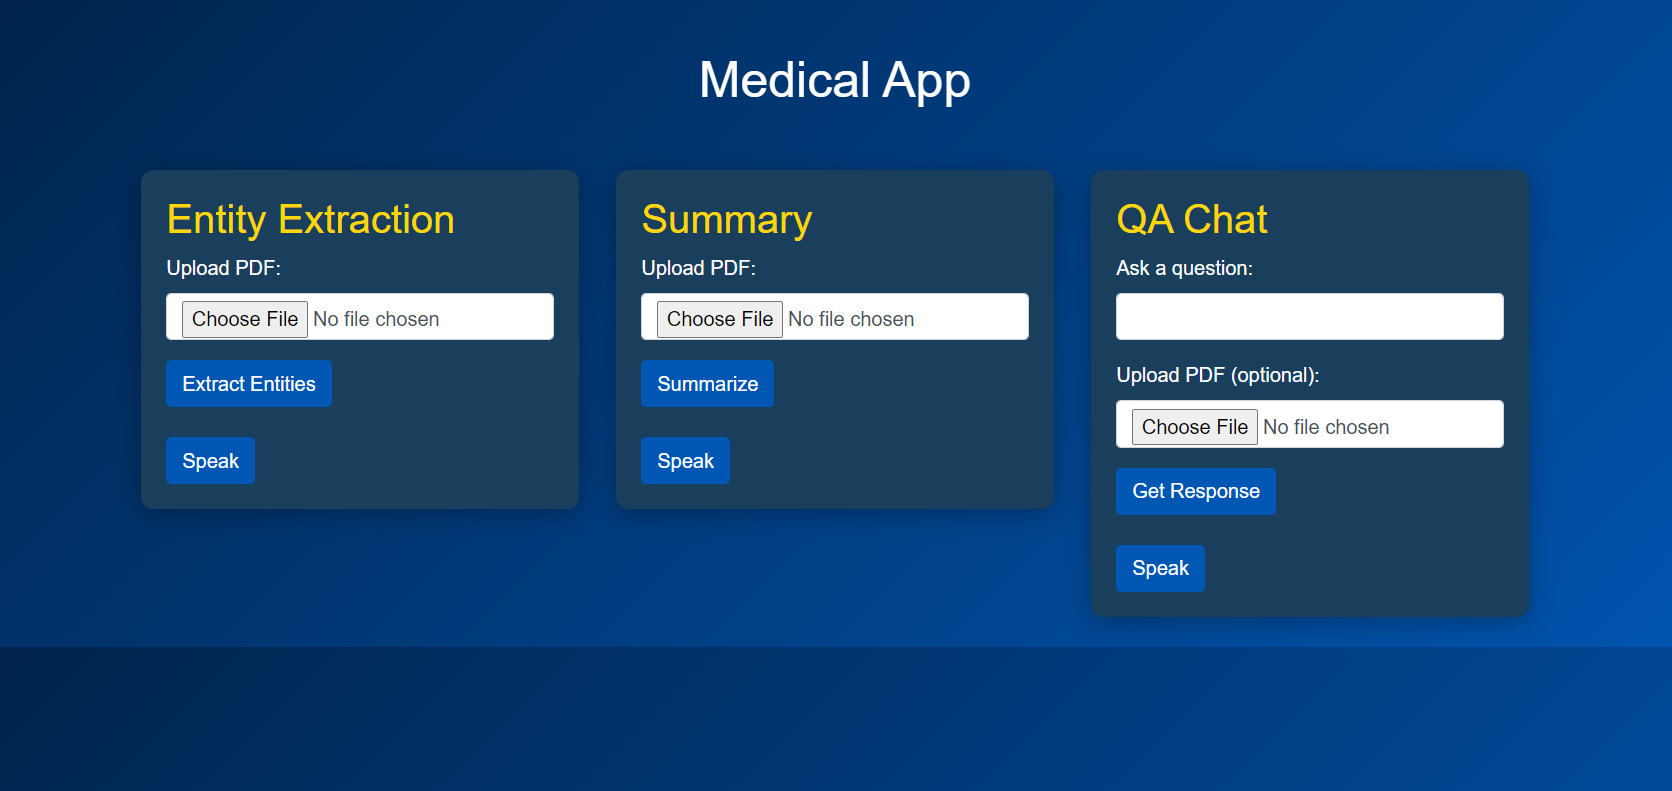 Medical App
Entity Extraction
Upload PDF:
Choose File No file chosen
Extract Entities
Speak
Summary
Upload PDF:
Choose File No file chosen
Summarize
Speak
QA Chat
Ask a question:
Upload PDF (optional):
Choose File No file chosen
Get Response
Speak